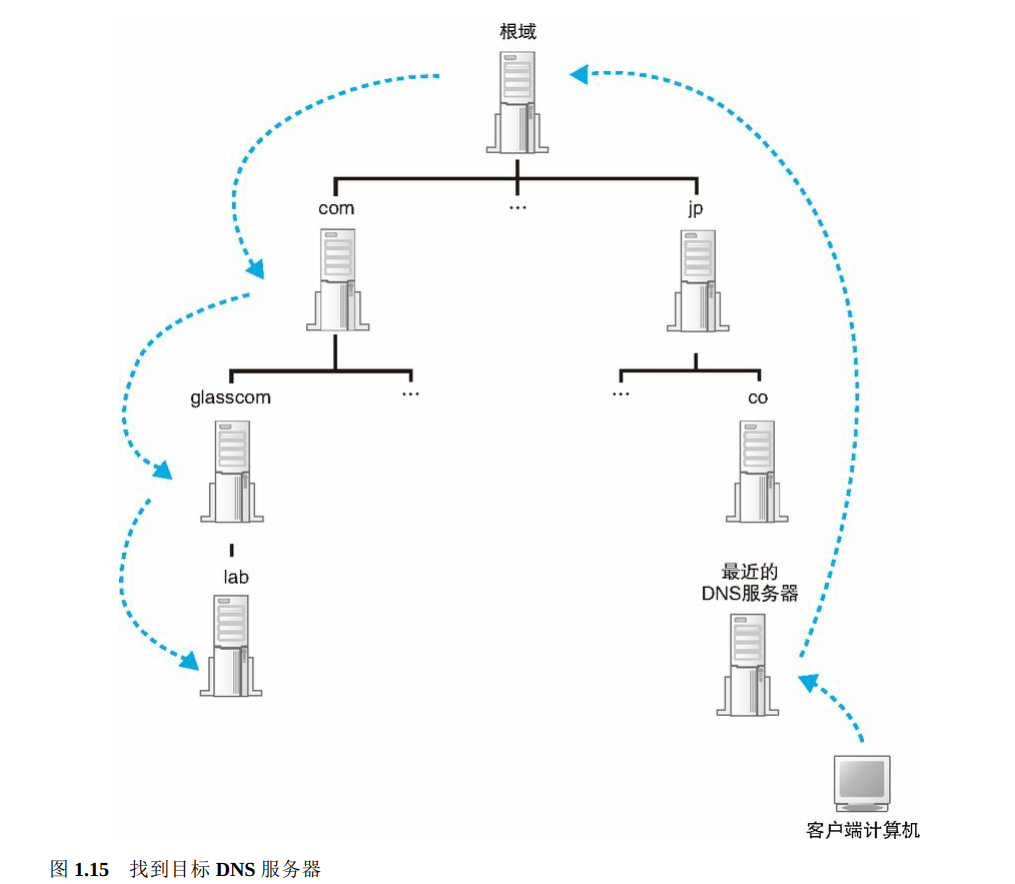 根域
com
...
jp
glasscom
...
...
co
lab
最近的
DNS服务器
客户端计算机
图 1.15 找到目标 DNS 服务器